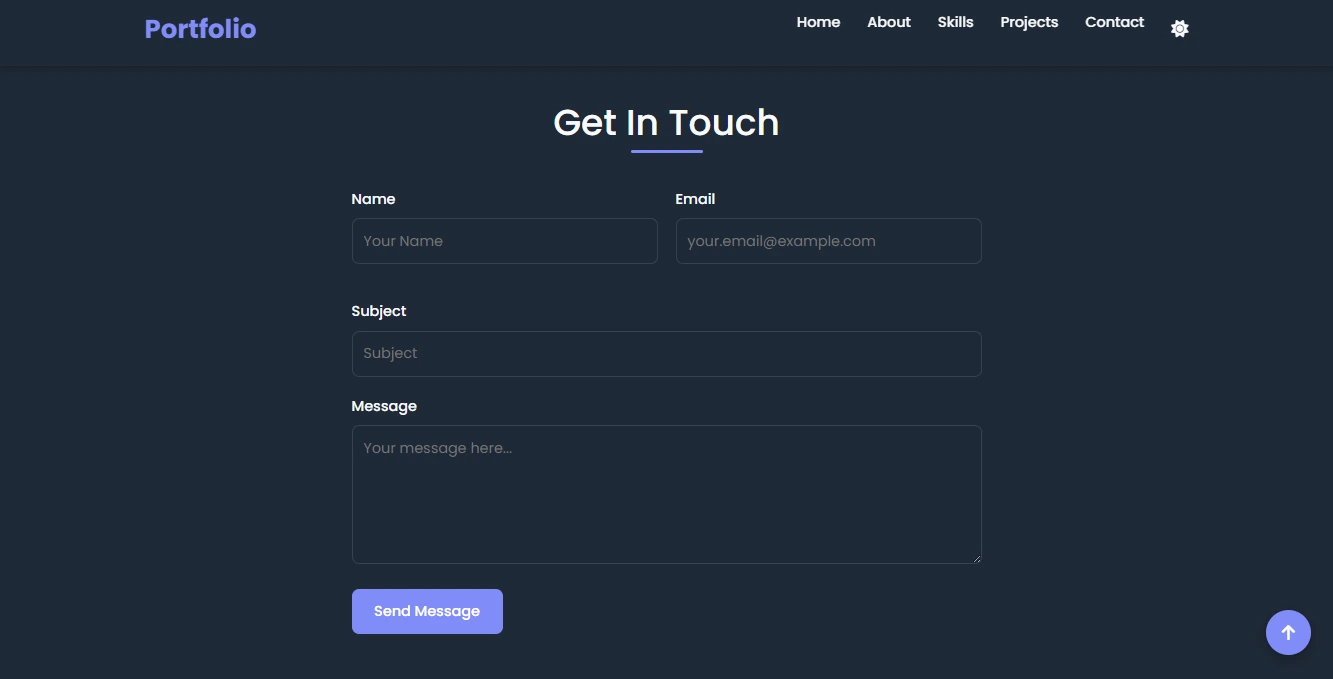 Portfolio
Home About Skills Projects Contact
Get In Touch
Name Email
Your Name your.email@example.com
Subject
Subject
Message
Your message here...
Send Message